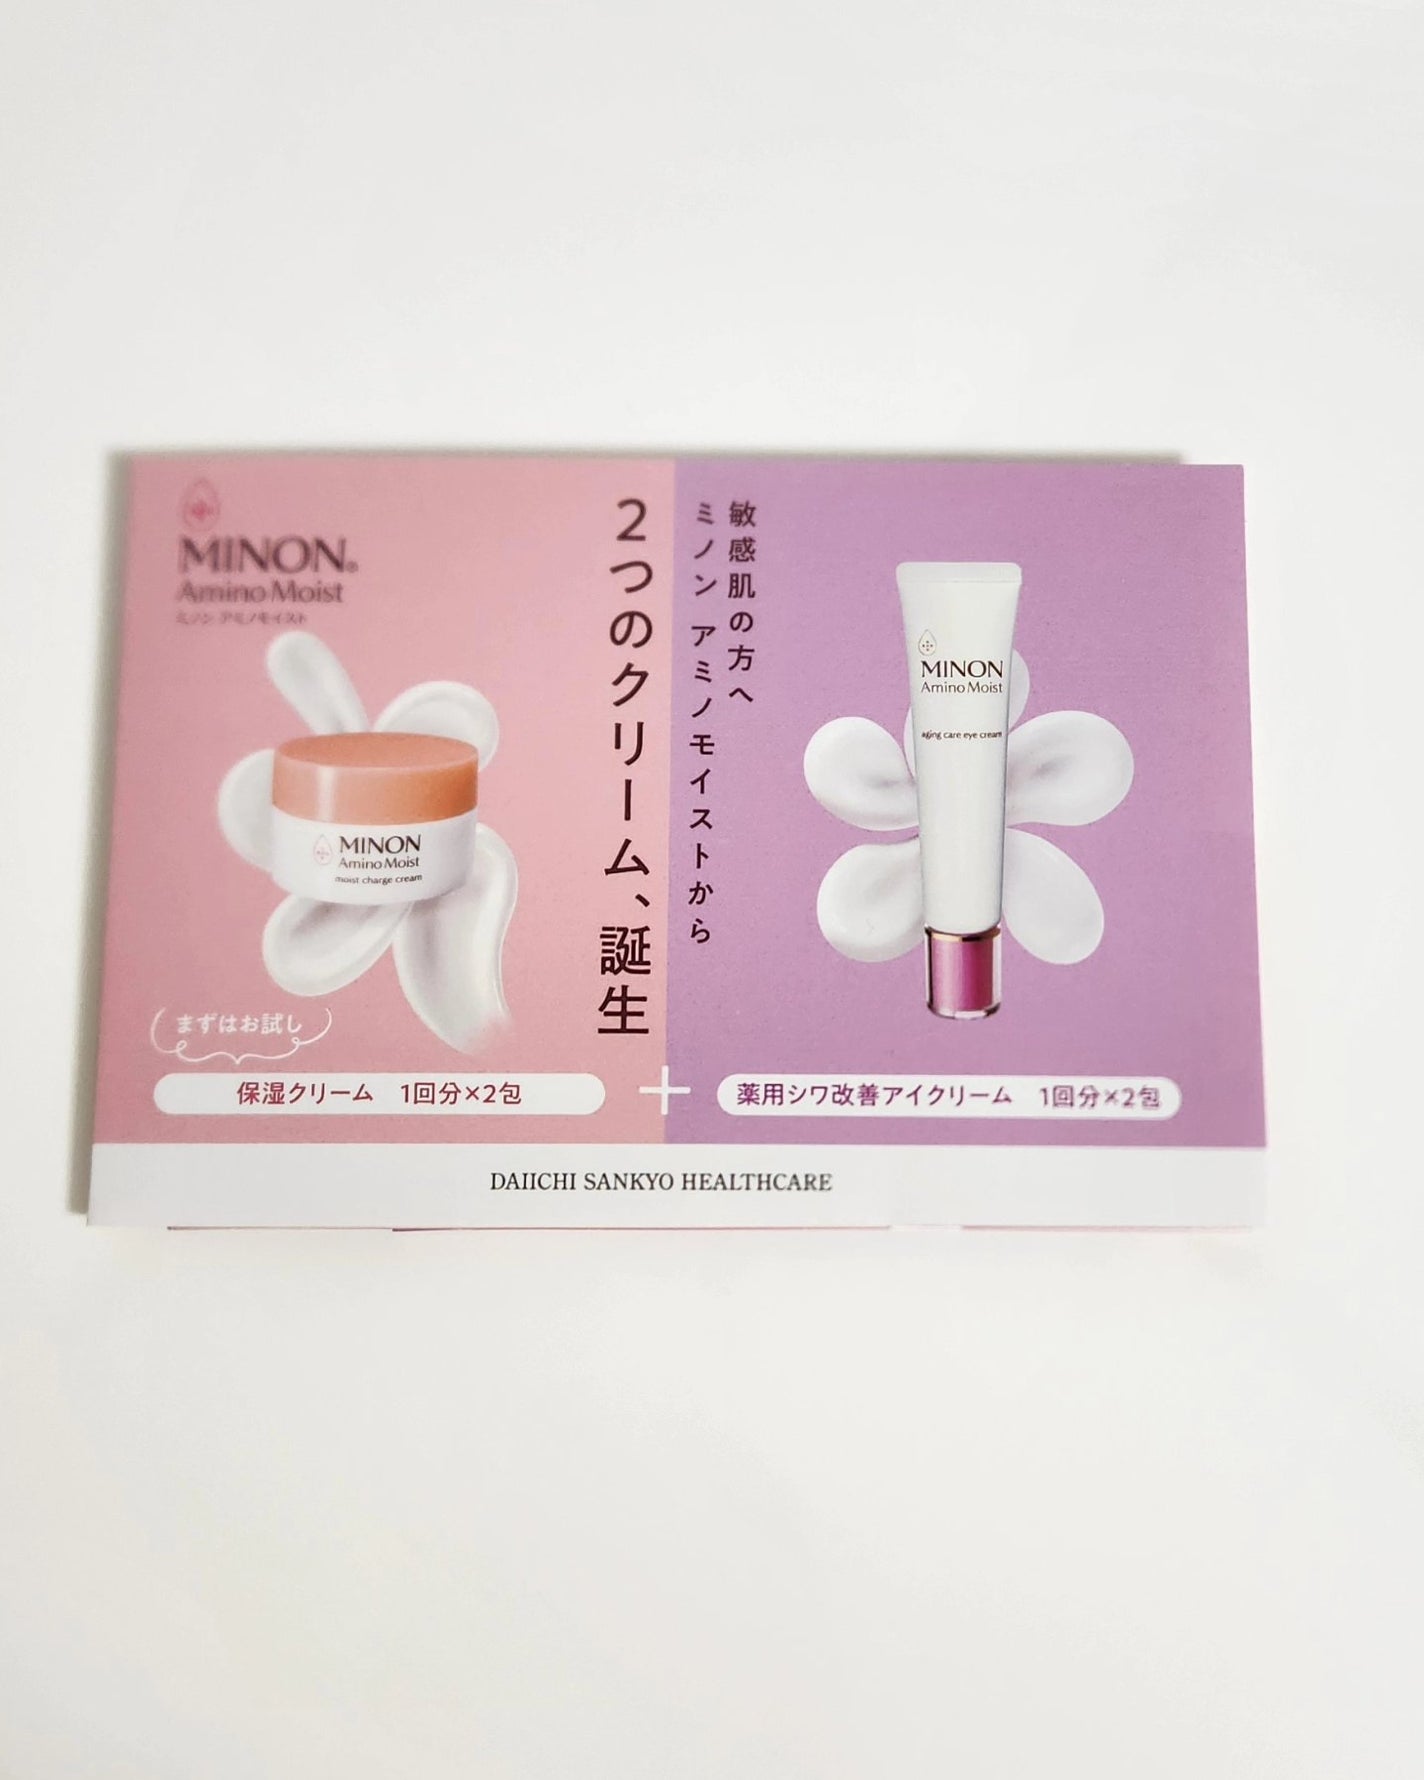 MINON®
Amino Moist
ミノン アミノモイスト
敏感肌の方へ
ミノン アミノモイストから
2つのクリーム、誕生
MINON
Amino Moist
moist charge cream
MINON
Amino Moist
aging care eye cream
まずはお試し
保湿クリーム 1回分×2包
+
薬用シワ改善アイクリーム 1回分×2包
DAIICHI SANKYO HEALTHCARE